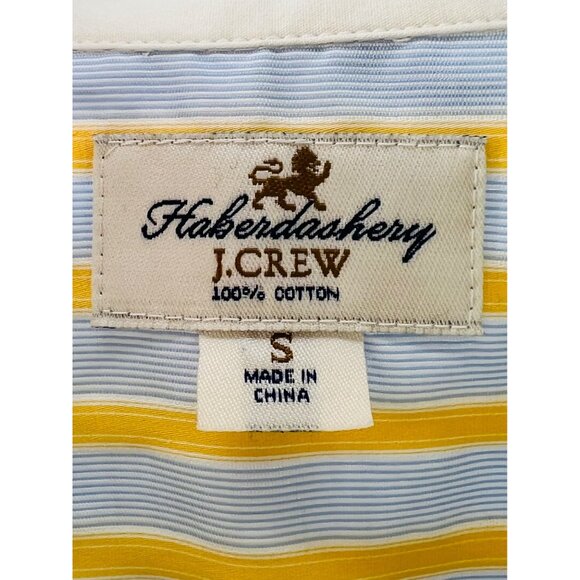 Haberdashery
J.CREW
100% COTTON
S
MADE IN
CHINA